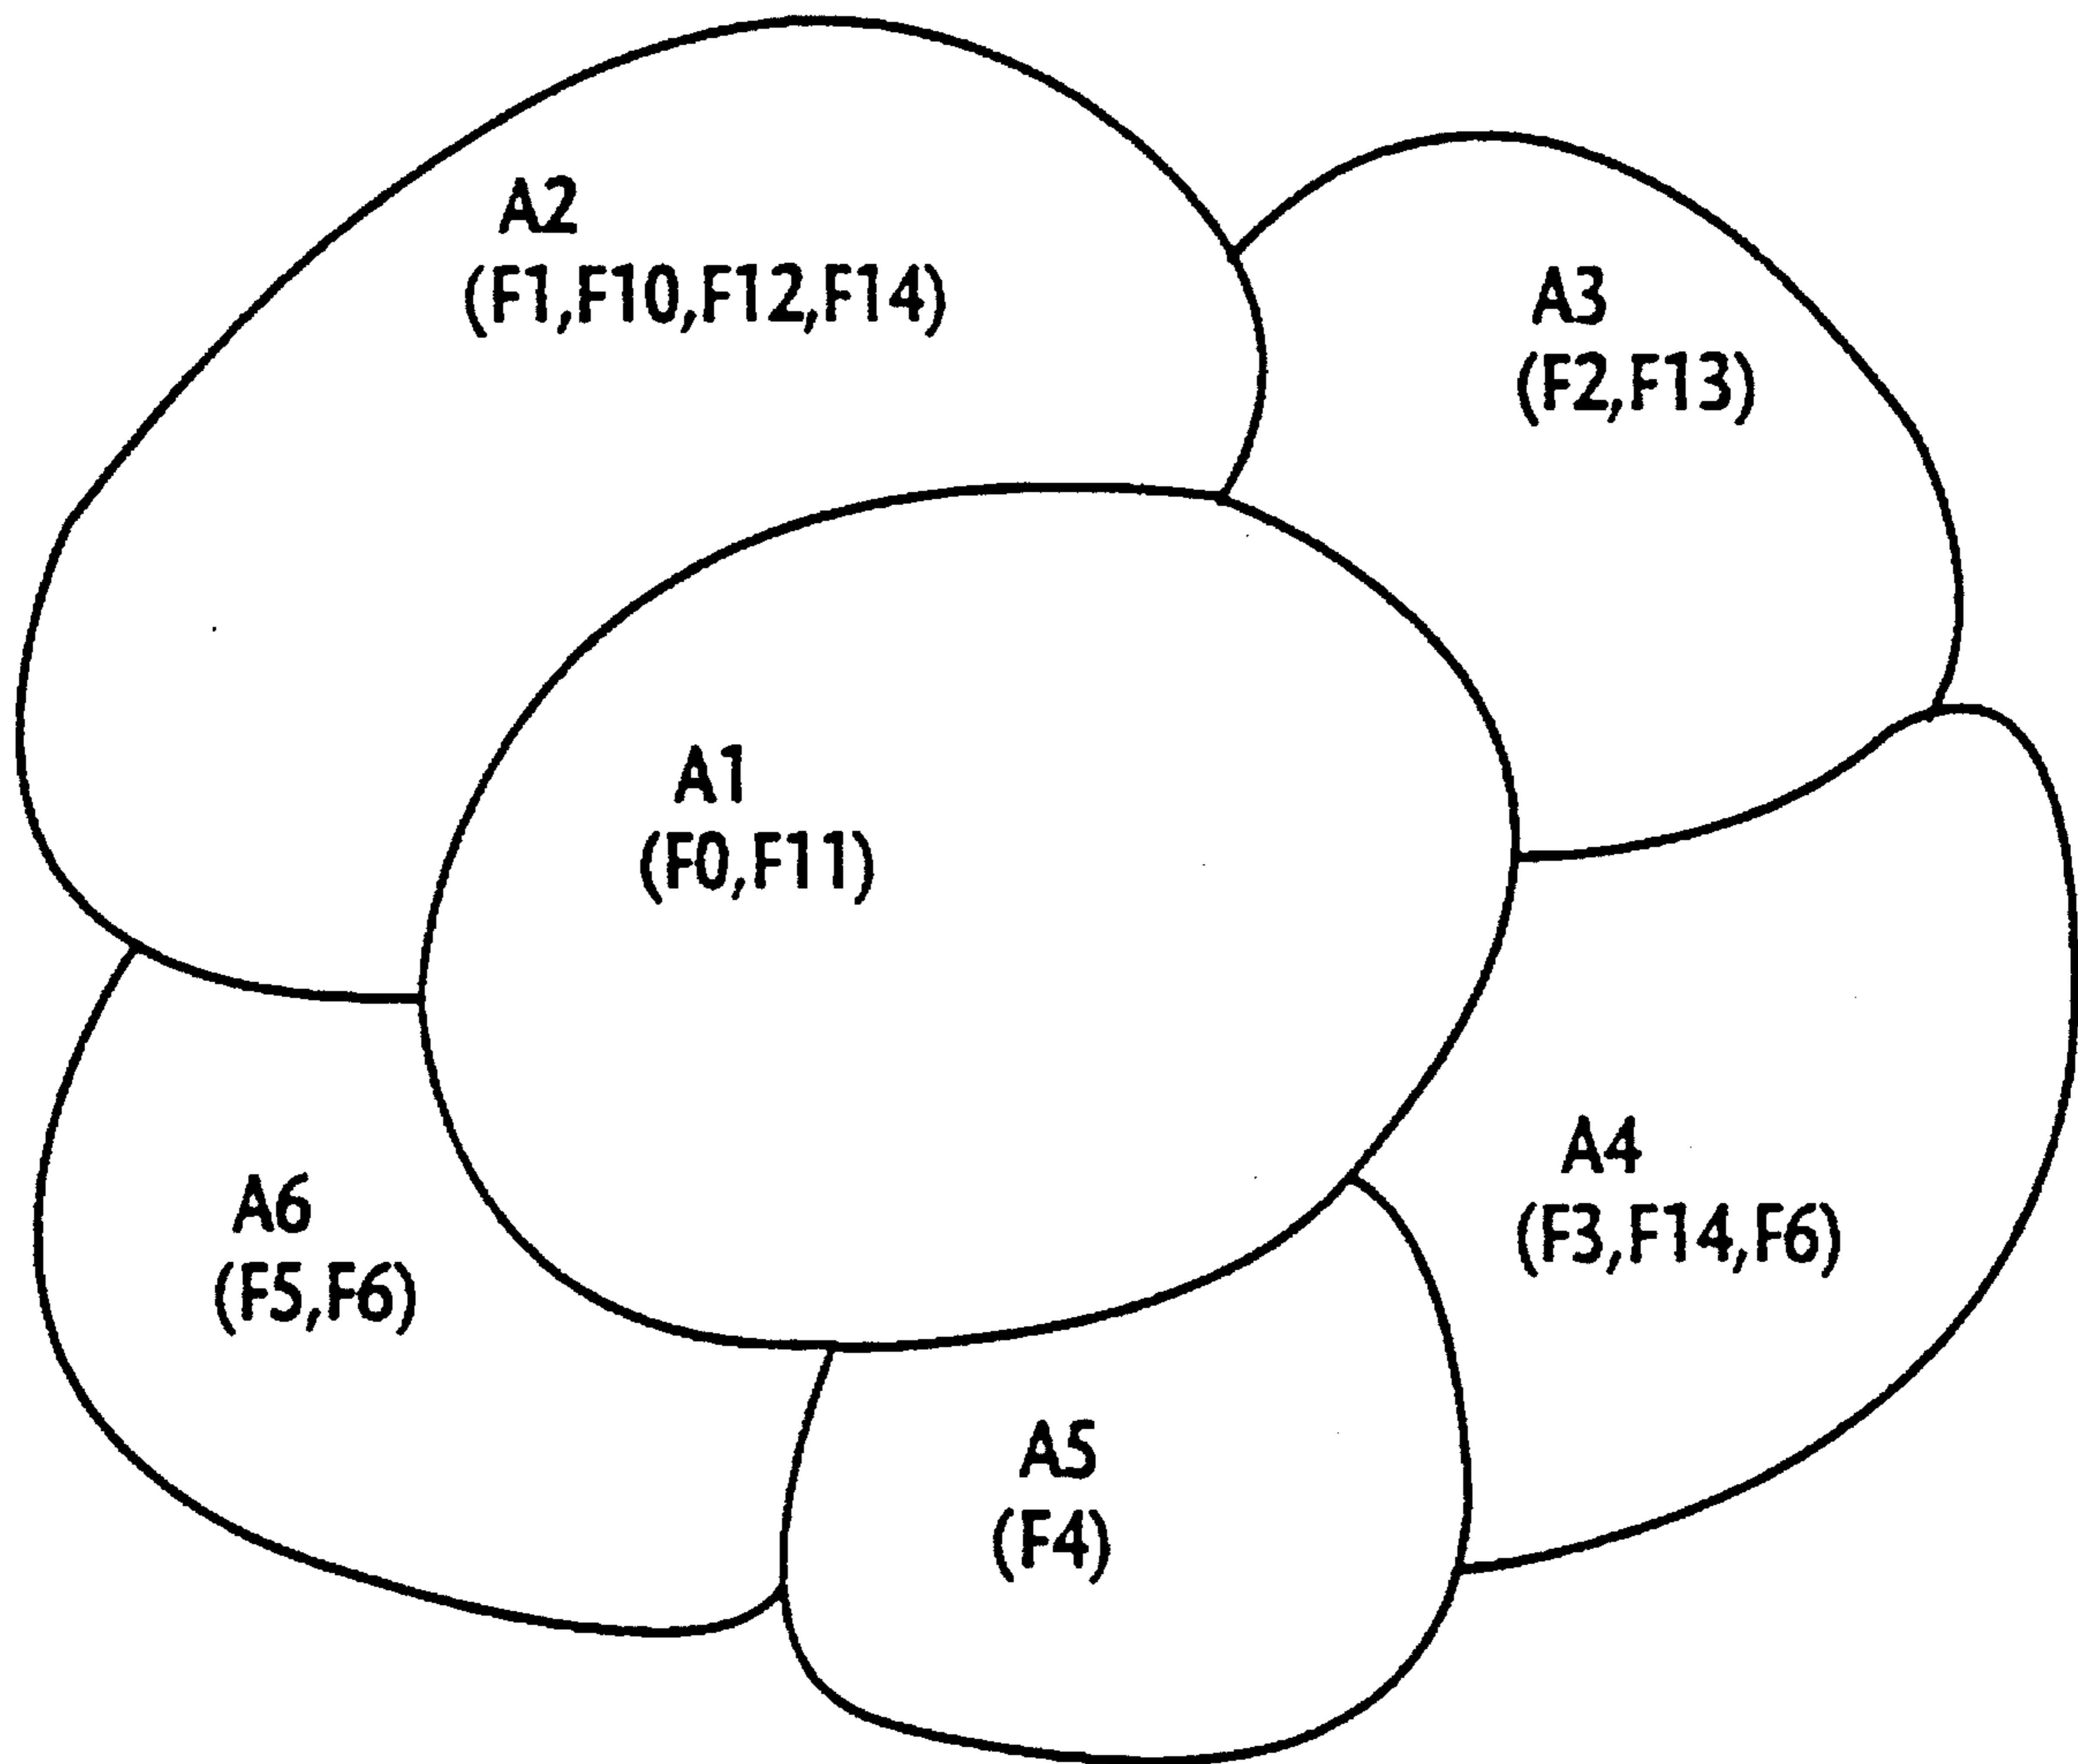 A2
(F1,F10,F12,F14)
A3
(F2,F13)
A1
(F0,F11)
A4
(F3,F14,F6)
A6
(F5,F6)
A5
(F4)